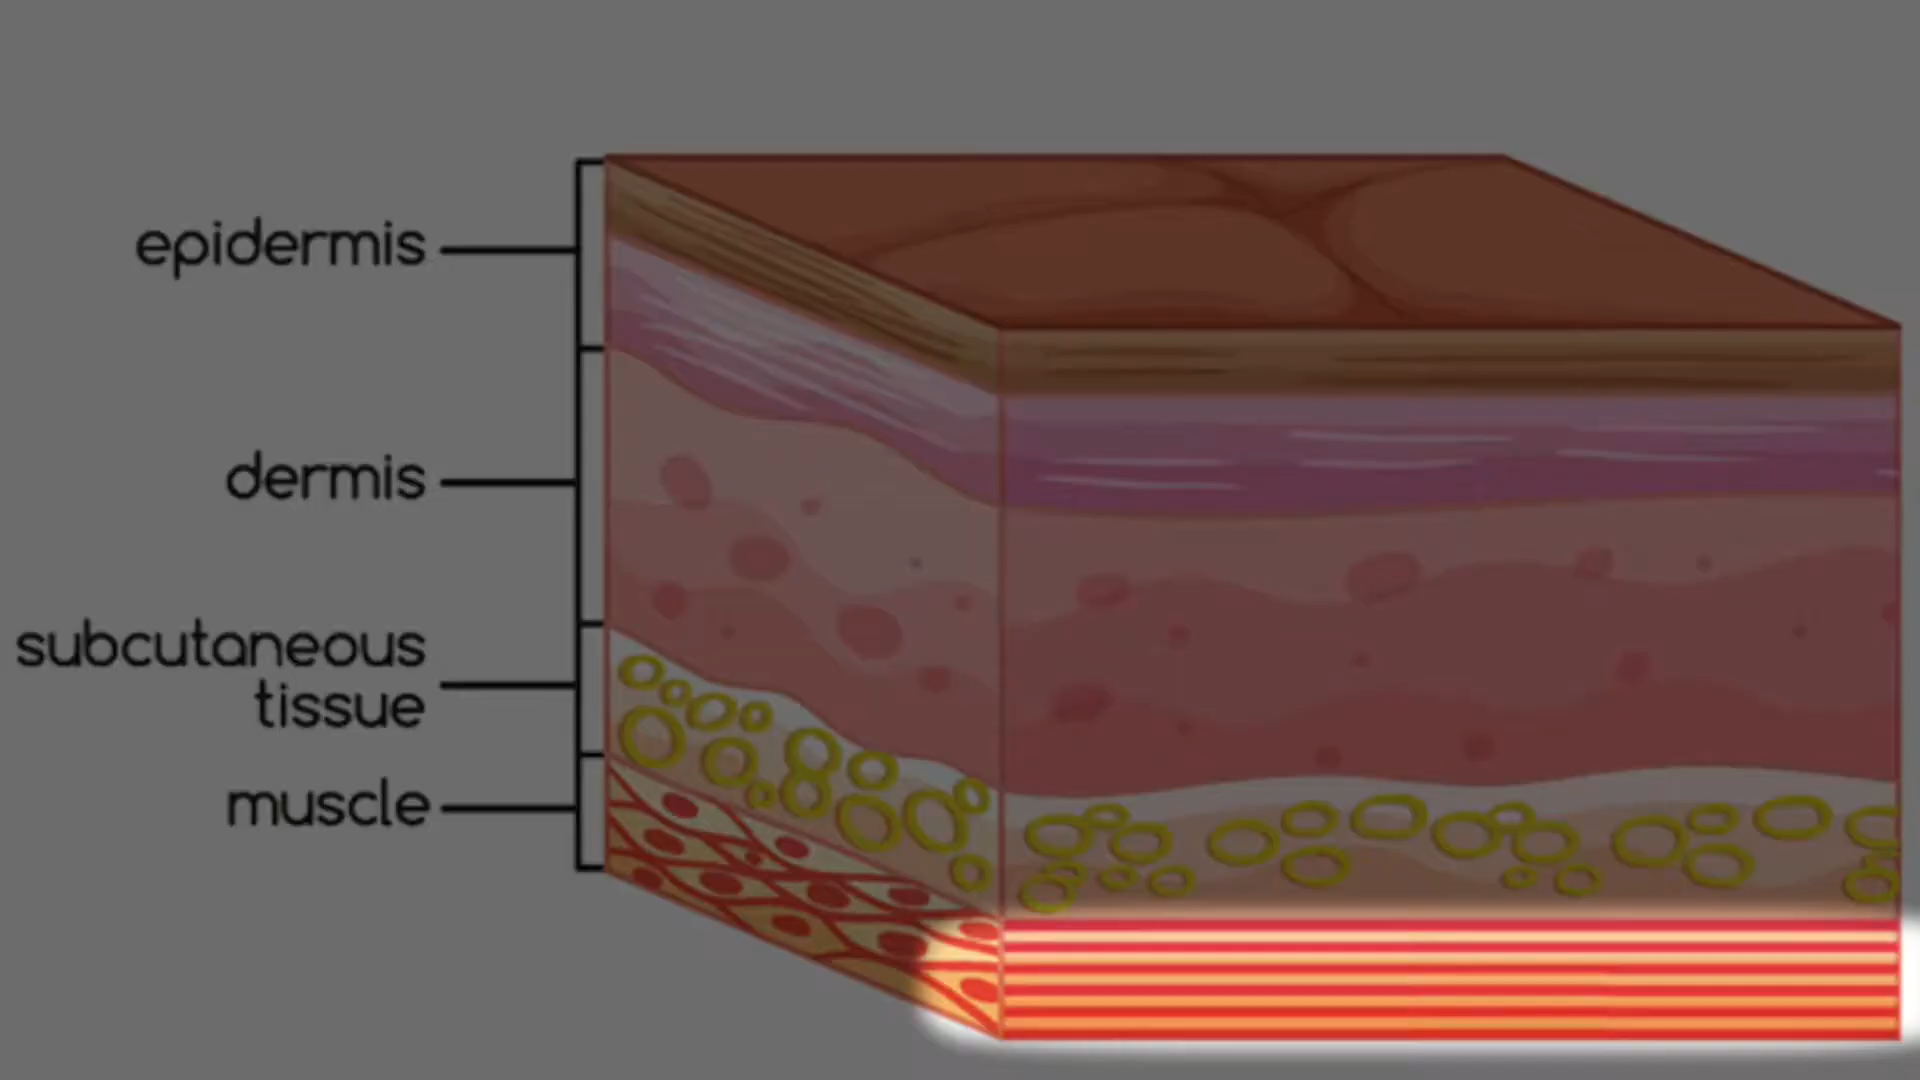 epidermis
dermis
subcutaneous
tissue
muscle